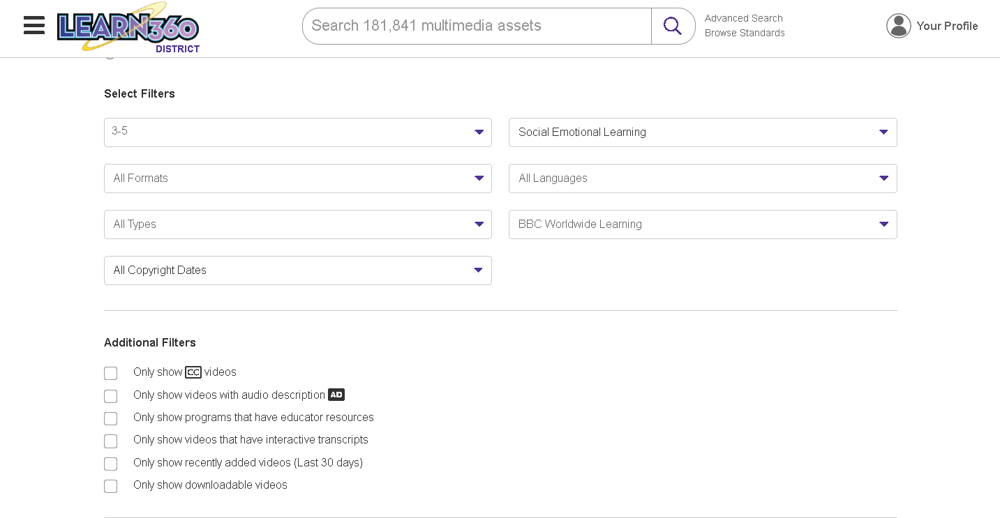 LEARN360
DISTRICT
Search 181,841 multimedia assets
Advanced Search
Browse Standards
Your Profile
Select Filters
3-5
Social Emotional Learning
All Formats
All Languages
All Types
BBC Worldwide Learning
All Copyright Dates
Additional Filters
Only show CC videos
Only show videos with audio description AD
Only show programs that have educator resources
Only show videos that have interactive transcripts
Only show recently added videos (Last 30 days)
Only show downloadable videos